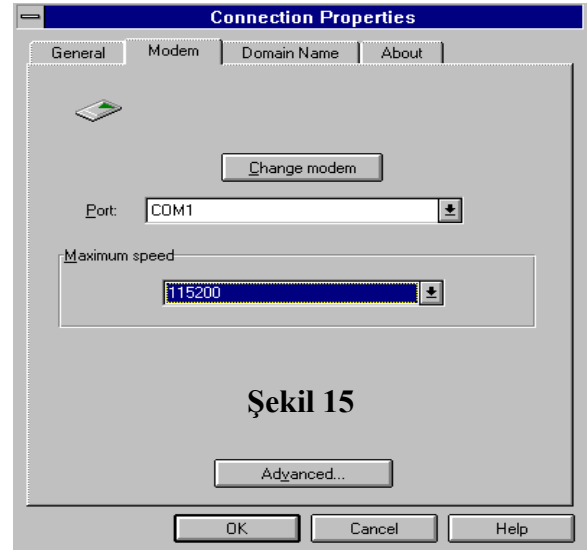 Connection Properties
General Modem Domain Name About
Change modem
Port: COM1
Maximum speed
115200
Şekil 15
Advanced...
OK Cancel Help